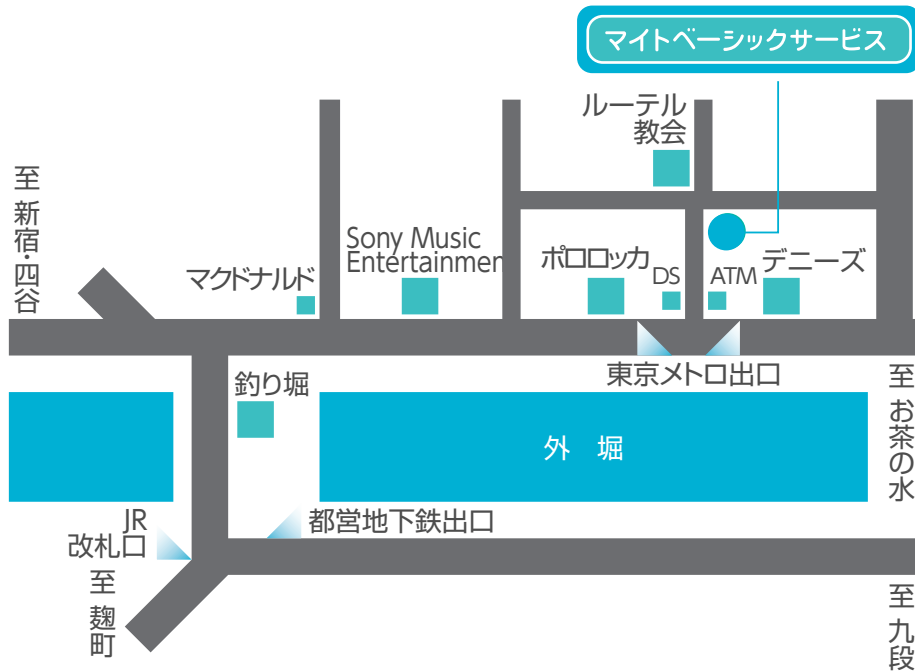 マイトベーシックサービス
ルーテル
教会
至 新宿・四谷
Sony Music
Entertainmen
マクドナルド
ポロロッカ
DS
ATM
デニーズ
釣り堀
東京メトロ出口
至 お茶の水
外 堀
JR
改札口
都営地下鉄出口
至 麹町
至 九段